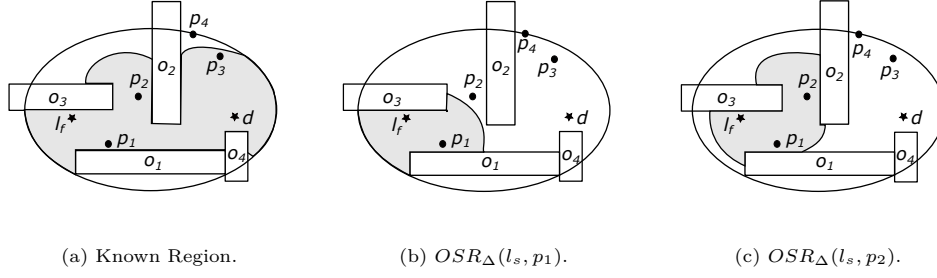 p4
o2
p3
o3
p2
lf
d
p1
o1
o4
p4
o2
p3
o3
p2
lf
d
p1
o1
o4
p4
o2
p3
o3
p2
lf
d
p1
o1
o4
(a) Known Region.
(b) OSRΔ(ls, p1).
(c) OSRΔ(ls, p2).